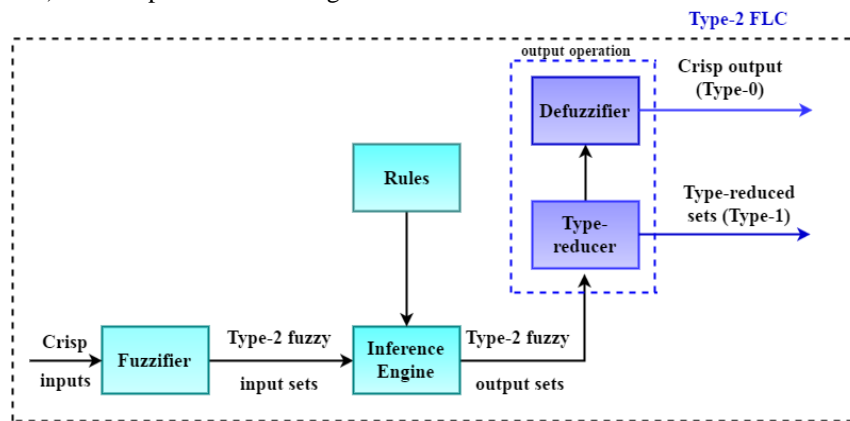 Type-2 FLC
output operation
Defuzzifier
Crisp output
(Type-0)
Rules
Type-
reducer
Type-reduced
sets (Type-1)
Crisp
inputs
Fuzzifier
Type-2 fuzzy
input sets
Inference
Engine
Type-2 fuzzy
output sets